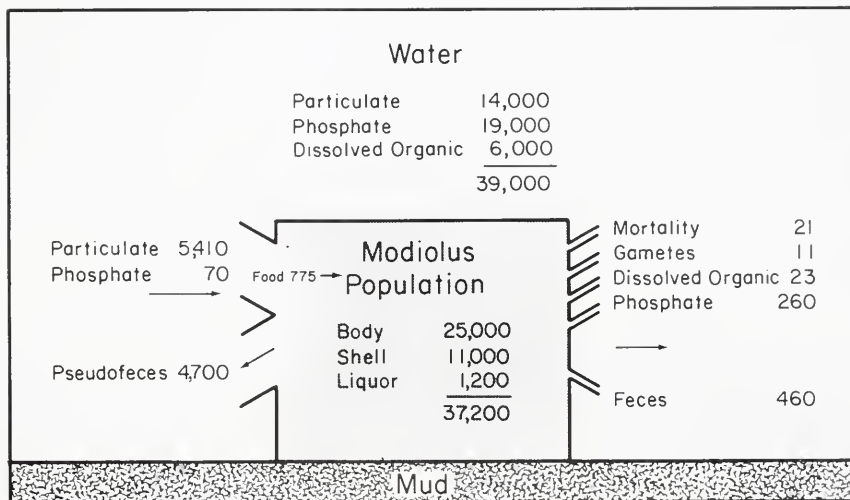 Water
Particulate 14,000
Phosphate 19,000
Dissolved Organic 6,000
39,000
Particulate 5,410
Phosphate 70
Pseudofeces 4,700
Food 775
Modiolus
Population
Body 25,000
Shell 11,000
Liquor 1,200
37,200
Mortality 21
Gametes 11
Dissolved Organic 23
Phosphate 260
Feces 460
Mud